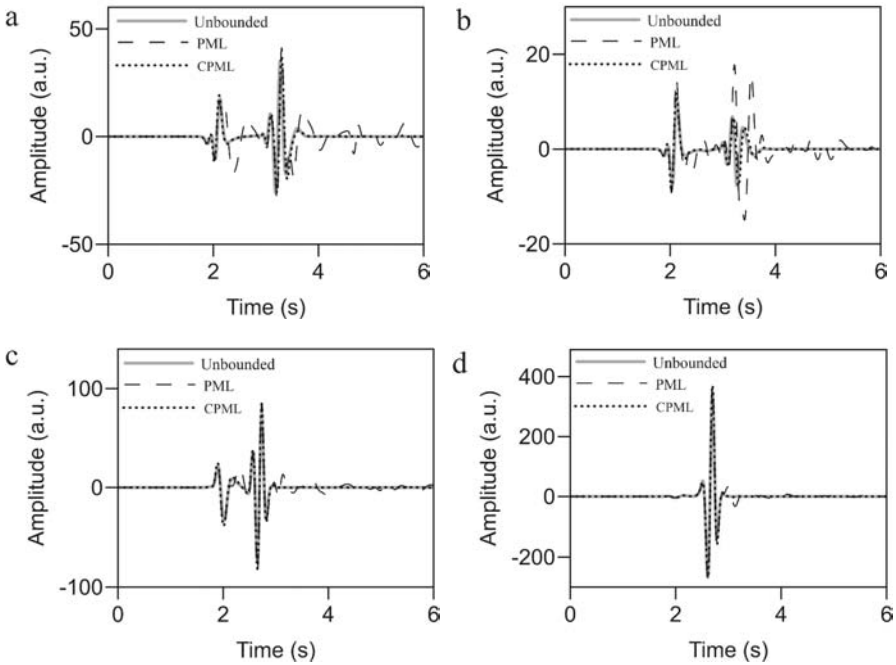 a
50
0
-50
Amplitude (a.u.)
Unbounded
PML
CPML
0 2 4 6
Time (s)
b
20
0
-20
Amplitude (a.u.)
Unbounded
PML
CPML
0 2 4 6
Time (s)
c
100
0
-100
Amplitude (a.u.)
Unbounded
PML
CPML
0 2 4 6
Time (s)
d
400
200
0
-200
Amplitude (a.u.)
Unbounded
PML
CPML
0 2 4 6
Time (s)